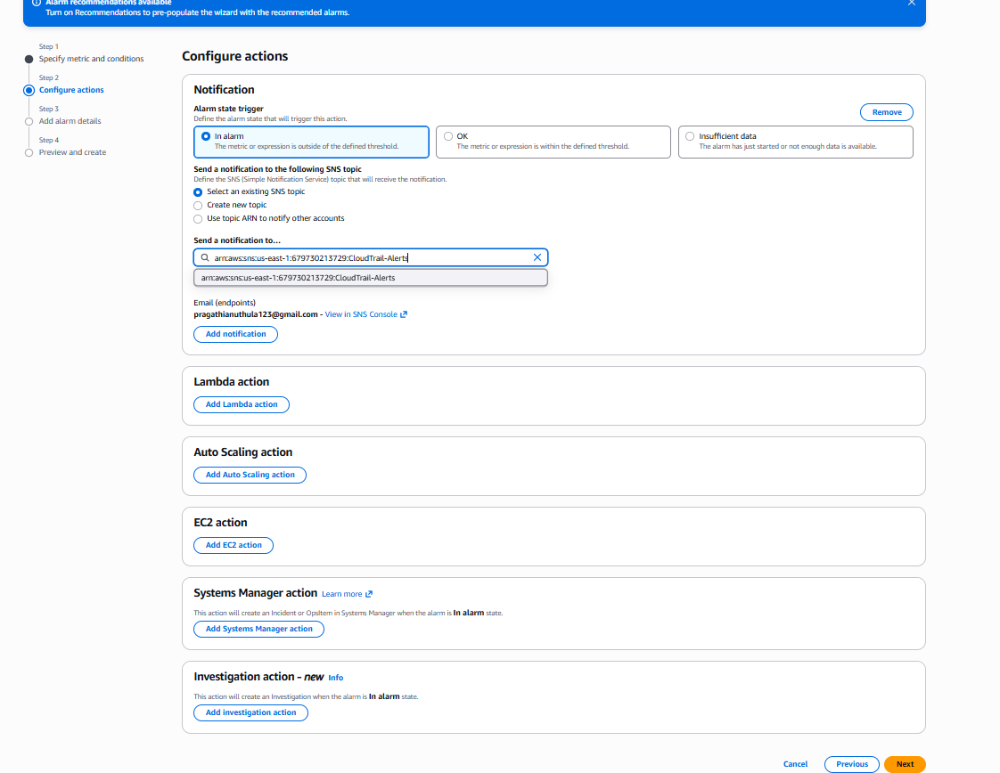 Alarm recommendations available
Turn on Recommendations to pre-populate the wizard with the recommended alarms.
Step 1
Specify metric and conditions
Step 2
Configure actions
Step 3
Add alarm details
Step 4
Preview and create
Configure actions
Notification
Alarm state trigger
Define the alarm state that will trigger this action.
Remove
In alarm
The metric or expression is outside of the defined threshold.
OK
The metric or expression is within the defined threshold.
Insufficient data
The alarm has just started or not enough data is available.
Send a notification to the following SNS topic
Define the SNS (Simple Notification Service) topic that will receive the notification.
Select an existing SNS topic
Create new topic
Use topic ARN to notify other accounts
Send a notification to...
arn:aws:sns:us-east-1:679730213729:CloudTrail-Alerts
arn:aws:sns:us-east-1:679730213729:CloudTrail-Alerts
Email (endpoints)
pragathianuthula123@gmail.com - View in SNS Console
Add notification
Lambda action
Add Lambda action
Auto Scaling action
Add Auto Scaling action
EC2 action
Add EC2 action
Systems Manager action Learn more
This action will create an Incident or OpsItem in Systems Manager when the alarm is In alarm state.
Add Systems Manager action
Investigation action - new Info
This action will create an Investigation when the alarm is In alarm state.
Add investigation action
Cancel Previous Next